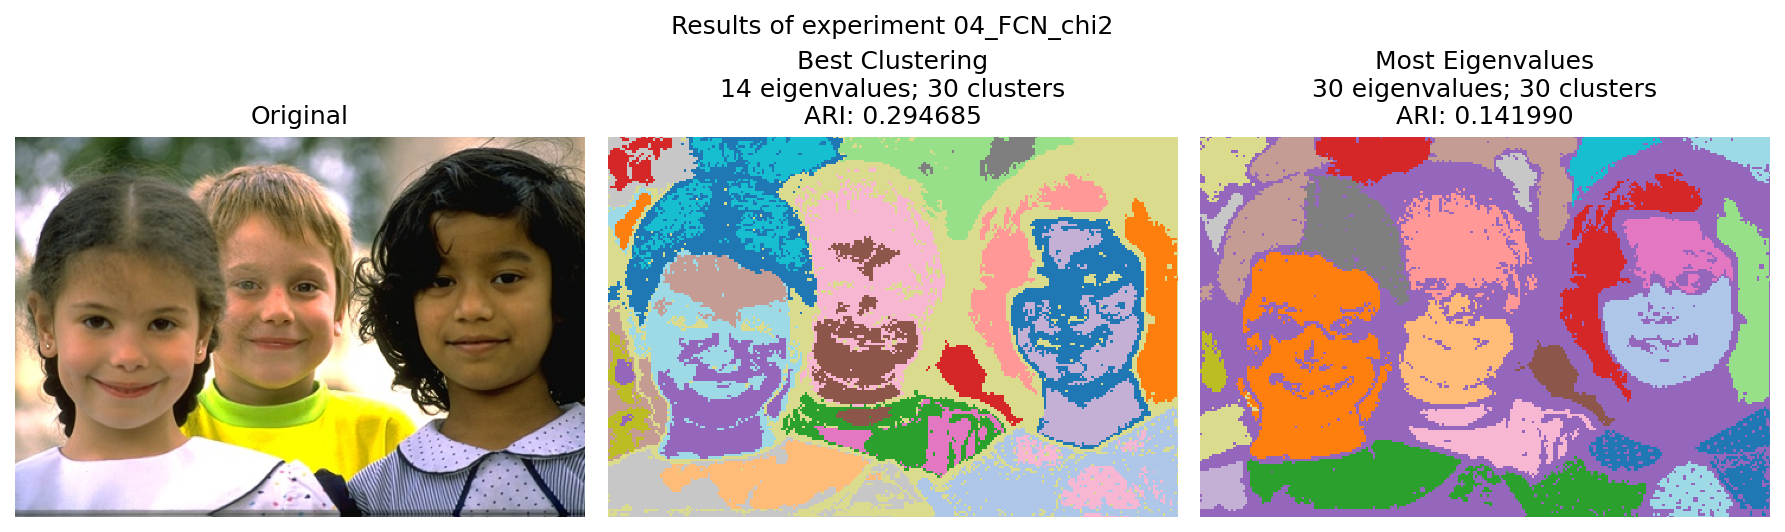 Results of experiment 04_FCN_chi2
Original
Best Clustering
14 eigenvalues; 30 clusters
ARI: 0.294685
Most Eigenvalues
30 eigenvalues; 30 clusters
ARI: 0.141990